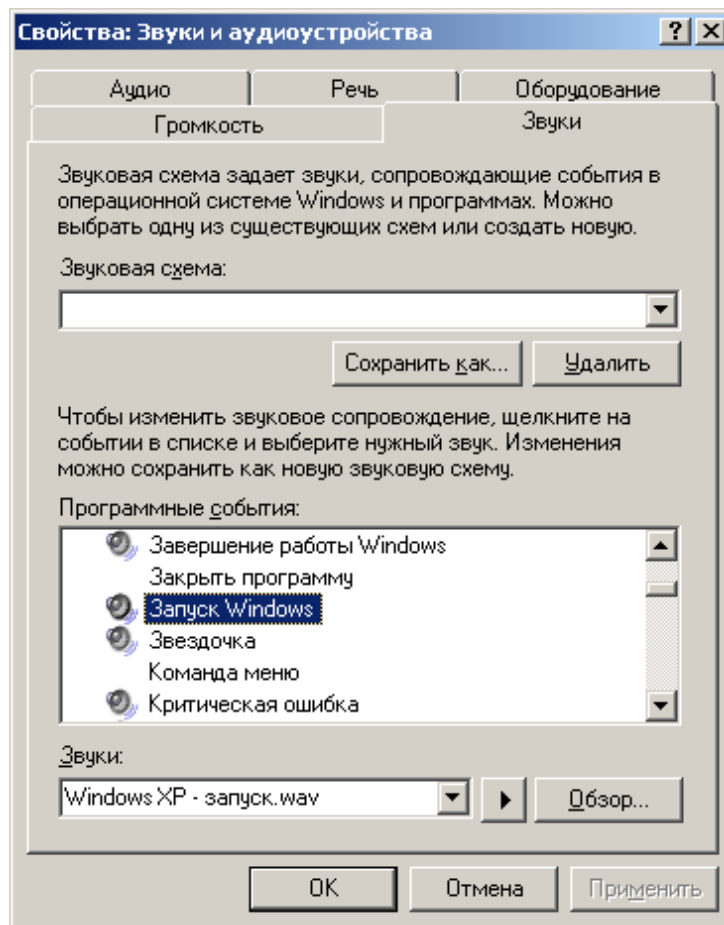 Свойства: Звуки и аудиоустройства
Аудио Речь Оборудование
Громкость Звуки
Звуковая схема задает звуки, сопровождающие события в
операционной системе Windows и программах. Можно
выбрать одну из существующих схем или создать новую.
Звуковая схема:
Сохранить как... Удалить
Чтобы изменить звуковое сопровождение, щелкните на
событии в списке и выберите нужный звук. Изменения
можно сохранить как новую звуковую схему.
Программные события:
Завершение работы Windows
Закрыть программу
Запуск Windows
Звездочка
Команда меню
Критическая ошибка
Звуки:
Windows XP - запуск.wav Обзор...
OK Отмена Применить